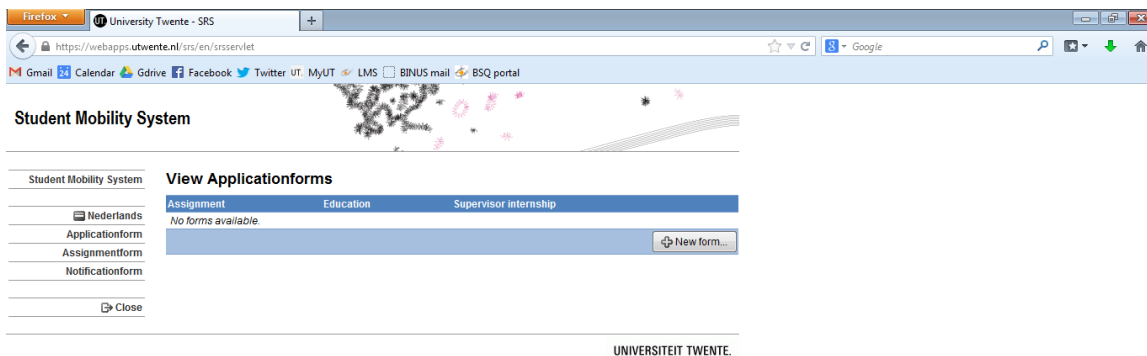 Firefox
University Twente - SRS
https://webapps.utwente.nl/srs/en/srsservlet
Google
Gmail 24 Calendar Gdrive Facebook Twitter UT. MyUT LMS BINUS mail BSQ portal
Student Mobility System
Student Mobility System
Nederlands
Applicationform
Assignmentform
Notificationform
Close
View Applicationforms
Assignment Education Supervisor internship
No forms available.
New form...
UNIVERSITEIT TWENTE.